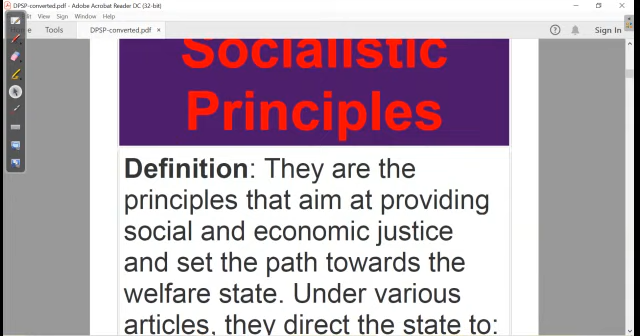 DPSP-converted.pdf - Adobe Acrobat Reader DC (32-bit)
Edit View Sign Window Help
Tools
DPSP-converted.pdf
Sign In
Socialistic
Principles
Definition: They are the
principles that aim at providing
social and economic justice
and set the path towards the
welfare state. Under various
articles, they direct the state to: